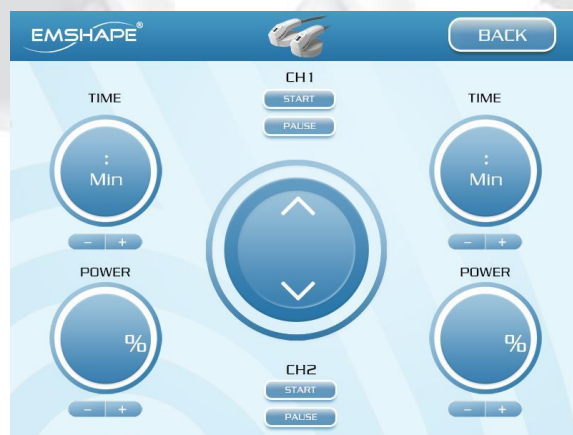 EMSHAPE®
BACK
CH1
START
PAUSE
TIME
:
Min
- +
POWER
%
- +
TIME
:
Min
- +
POWER
%
- +
CH2
START
PAUSE